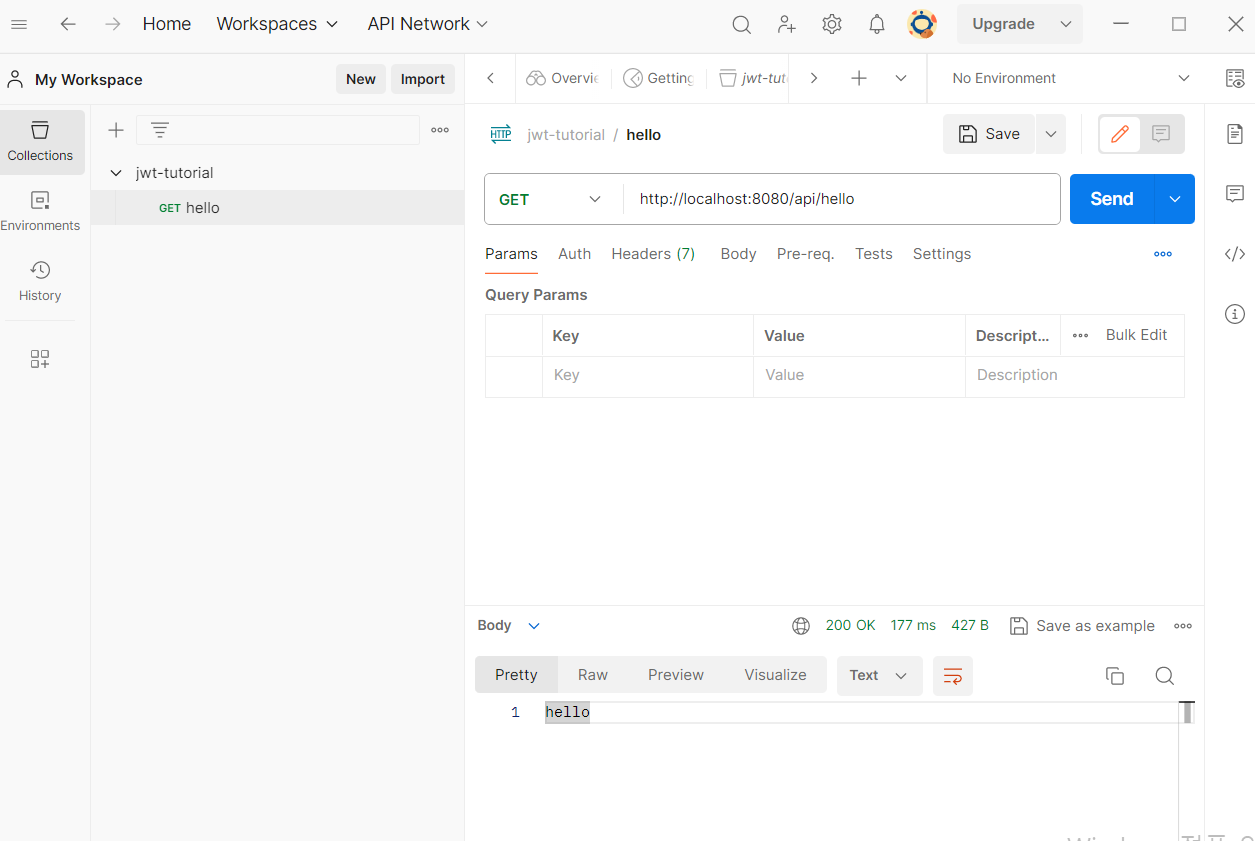 Home Workspaces API Network Upgrade
My Workspace New Import Overvie Getting jwt-tut No Environment
Collections
Environments
History
jwt-tutorial
GET hello
HTTP jwt-tutorial / hello Save
GET http://localhost:8080/api/hello Send
Params Auth Headers (7) Body Pre-req. Tests Settings
Query Params
Key Value Descript... Bulk Edit
Key Value Description
Body 200 OK 177 ms 427 B Save as example
Pretty Raw Preview Visualize Text
1 hello